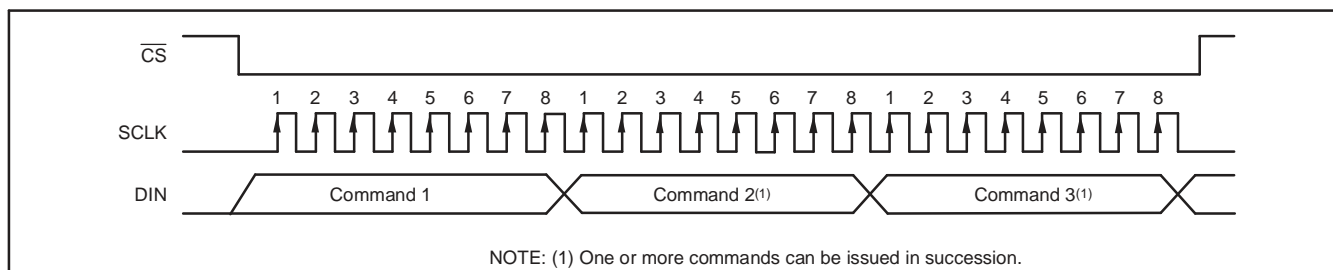 C̅S̅
1 2 3 4 5 6 7 8 1 2 3 4 5 6 7 8 1 2 3 4 5 6 7 8
SCLK
DIN Command 1 Command 2(1) Command 3(1)
NOTE: (1) One or more commands can be issued in succession.